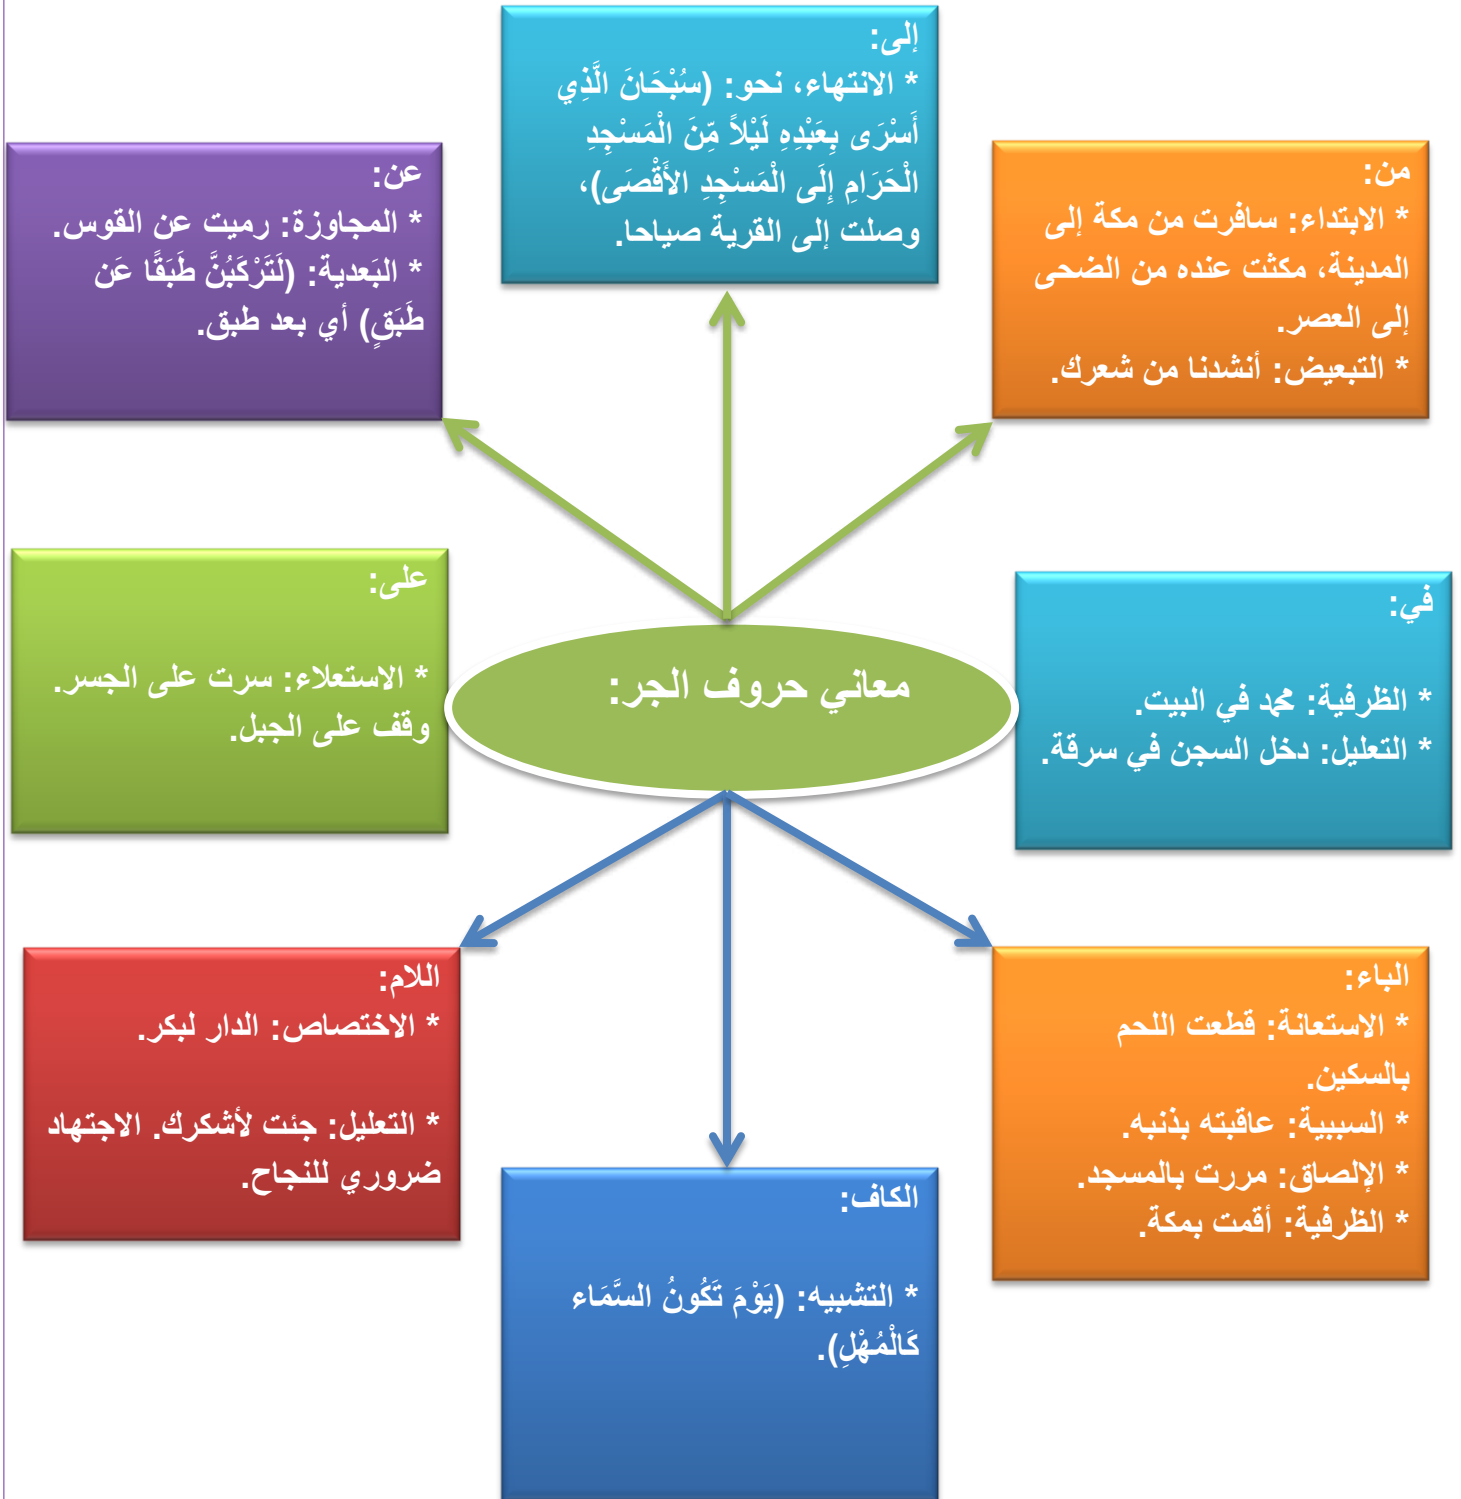 معاني حروف الجر:
من:
* الابتداء: سافرت من مكة إلى
المدينة، مكثت عنده من الضحى
إلى العصر.
* التبعيض: أنشدنا من شعرك.
إلى:
* الانتهاء، نحو: (سُبْحَانَ الَّذِي
أَسْرَى بِعَبْدِهِ لَيْلاً مِّنَ الْمَسْجِدِ
الْحَرَامِ إِلَى الْمَسْجِدِ الأَقْصَى)،
وصلت إلى القرية صياحا.
عن:
* المجاوزة: رميت عن القوس.
* البَعدية: (لَتَرْكَبُنَّ طَبَقًا عَن
طَبَقٍ) أي بعد طبق.
في:
* الظرفية: محمد في البيت.
* التعليل: دخل السجن في سرقة.
على:
* الاستعلاء: سرت على الجسر.
وقف على الجبل.
الباء:
* الاستعانة: قطعت اللحم
بالسكين.
* السببية: عاقبته بذنبه.
* الإلصاق: مررت بالمسجد.
* الظرفية: أقمت بمكة.
الكاف:
* التشبيه: (يَوْمَ تَكُونُ السَّمَاء
كَالْمُهْلِ).
اللام:
* الاختصاص: الدار لبكر.
* التعليل: جئت لأشكرك. الاجتهاد
ضروري للنجاح.